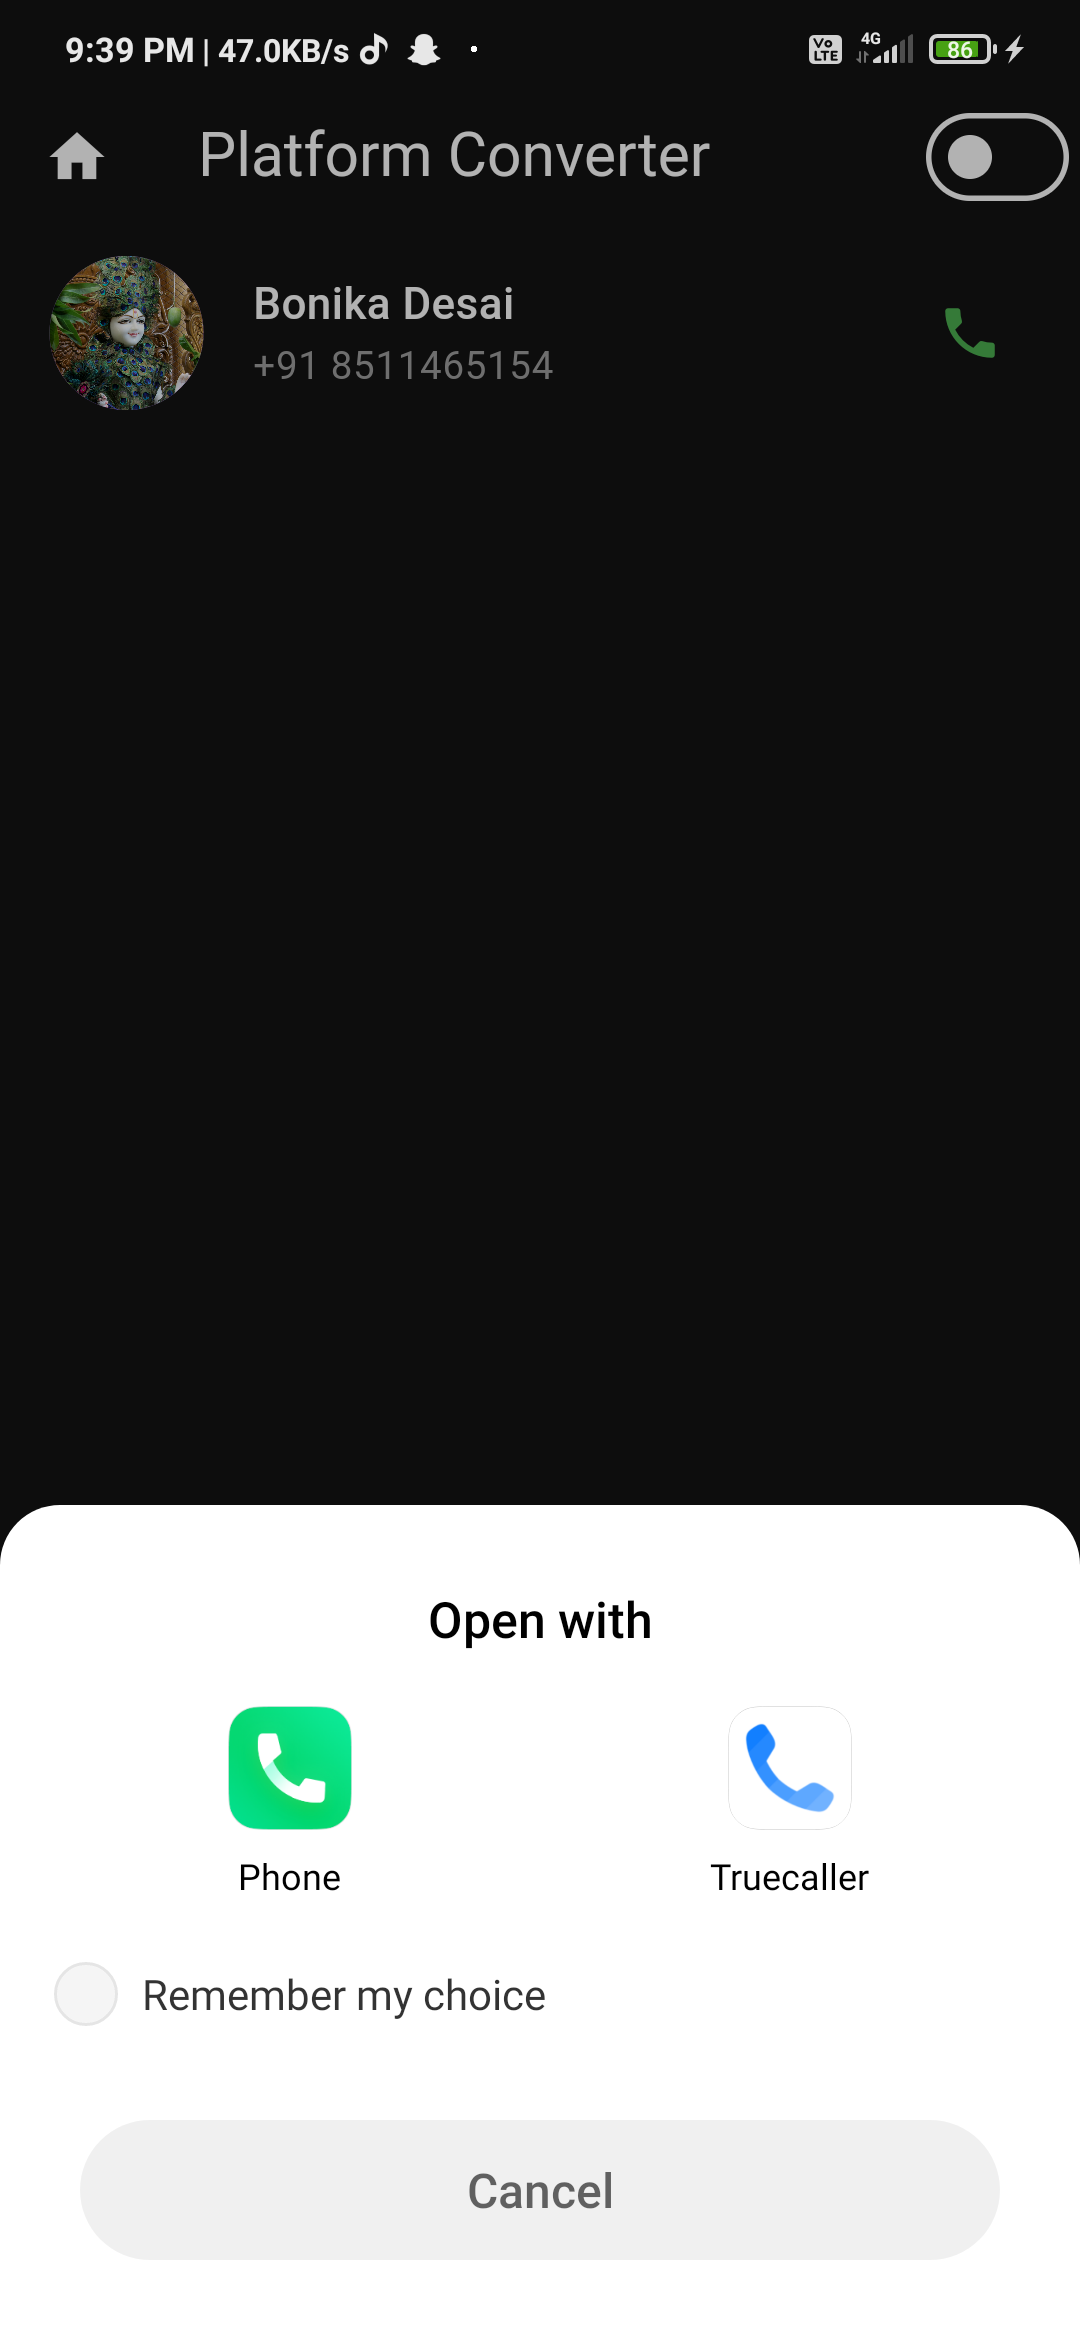 9:39 PM | 47.0KB/s
Vo LTE 4G 86
Platform Converter
Bonika Desai
+91 8511465154
Open with
Phone Truecaller
Remember my choice
Cancel